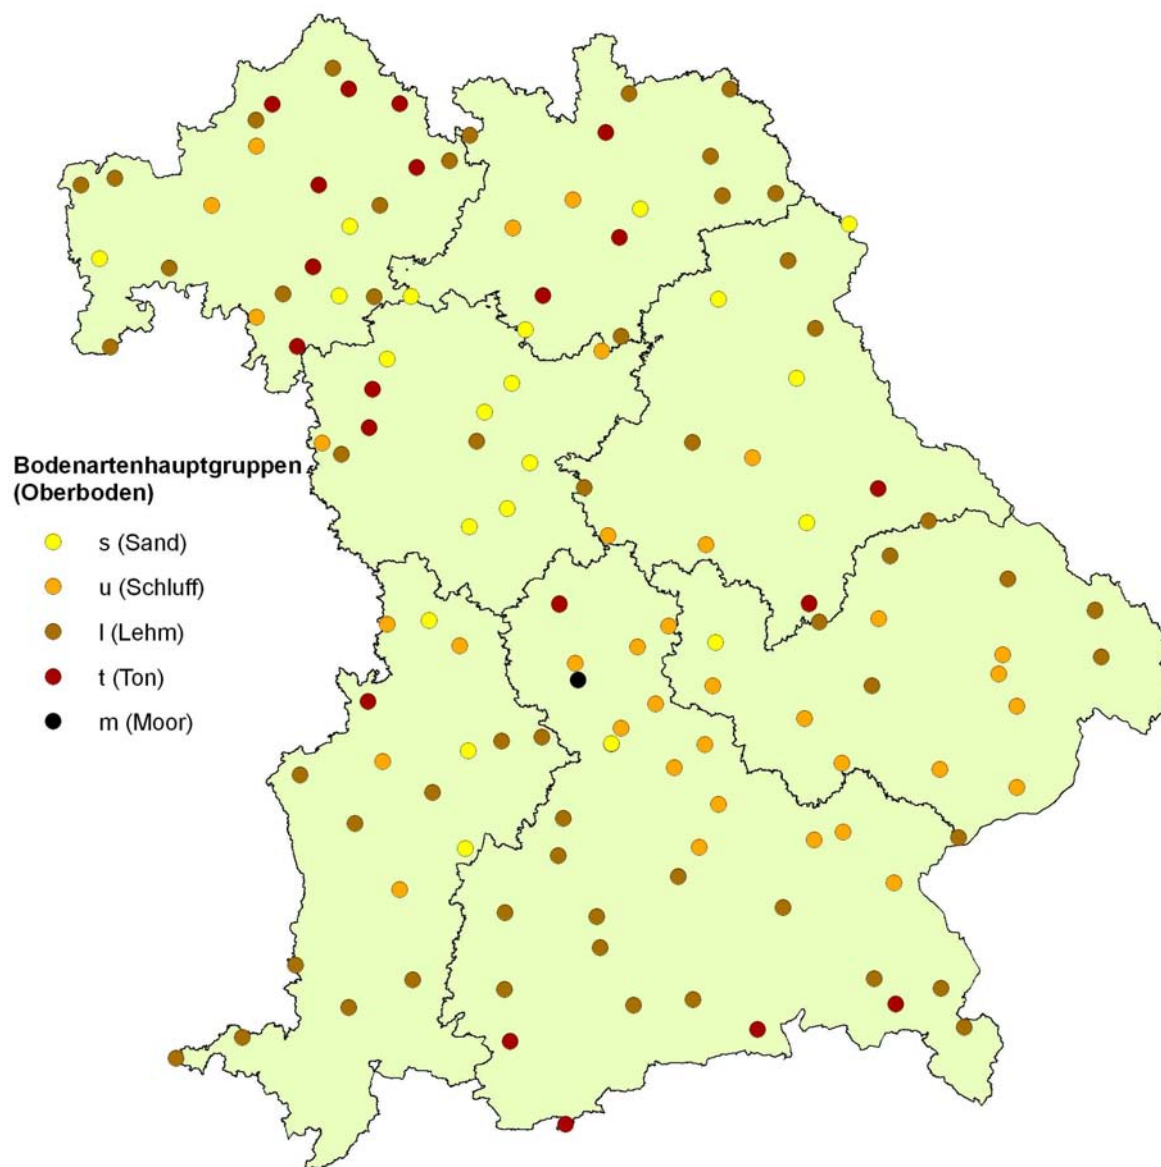 Bodenartenhauptgruppen
(Oberboden)
s (Sand)
u (Schluff)
l (Lehm)
t (Ton)
m (Moor)